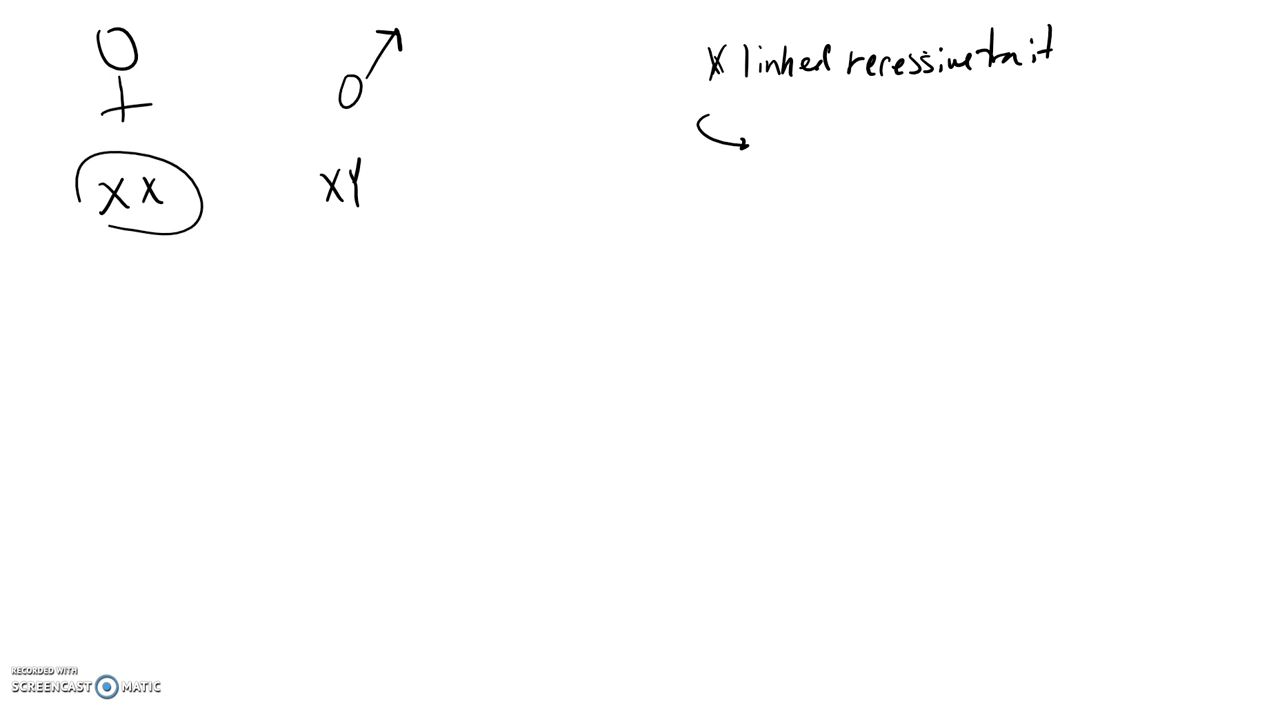 X linked recessive trait
XX
XY
RECORDED WITH
SCREENCAST MATIC